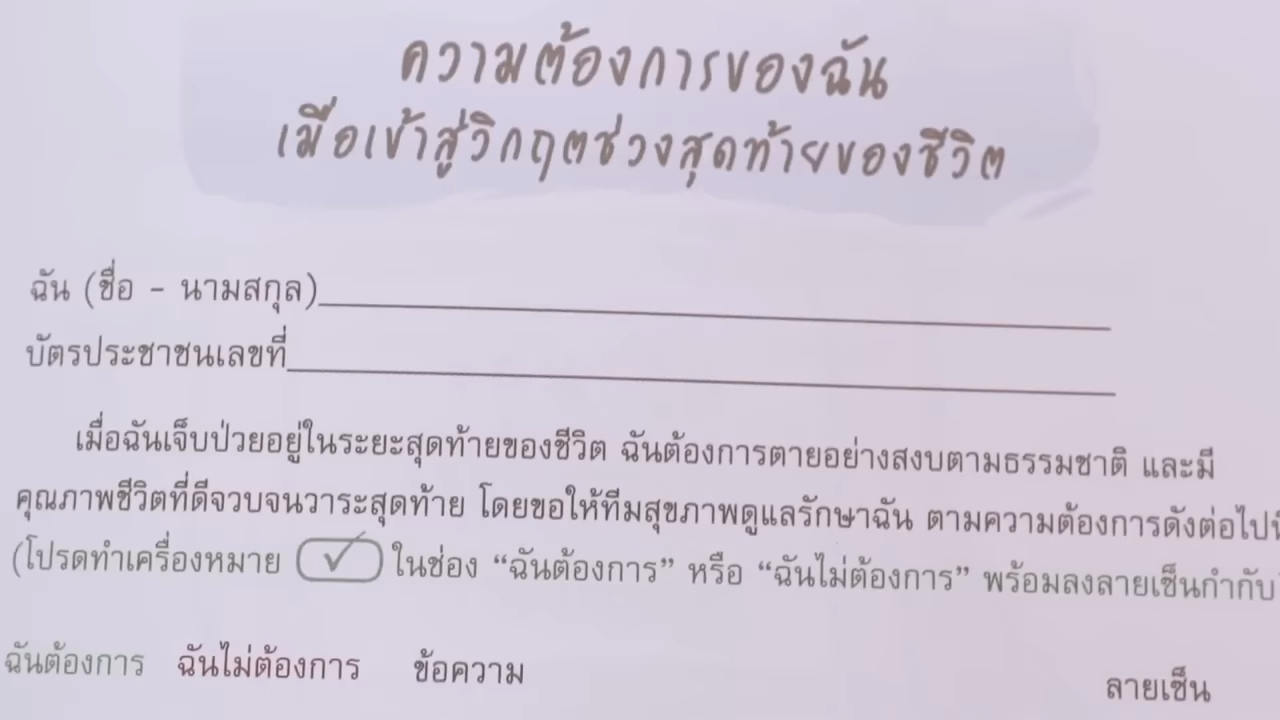 ความต้องการของฉัน
เมื่อเข้าสู่วิกฤตช่วงสุดท้ายของชีวิต
ฉัน (ชื่อ - นามสกุล)
บัตรประชาชนเลขที่
เมื่อฉันเจ็บป่วยอยู่ในระยะสุดท้ายของชีวิต ฉันต้องการตายอย่างสงบตามธรรมชาติ และมี
คุณภาพชีวิตที่ดีจวบจนวาระสุดท้าย โดยขอให้ทีมสุขภาพดูแลรักษาฉัน ตามความต้องการดังต่อไป
(โปรดทำเครื่องหมาย ✓ ในช่อง “ฉันต้องการ” หรือ “ฉันไม่ต้องการ” พร้อมลงลายเซ็นกำกับ
ฉันต้องการ ฉันไม่ต้องการ ข้อความ ลายเซ็น